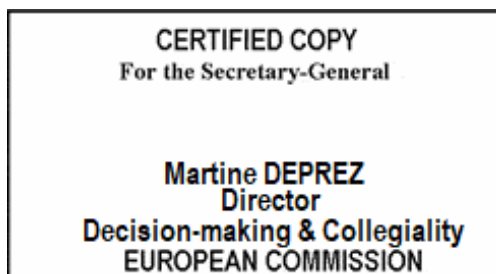 CERTIFIED COPY
For the Secretary-General
Martine DEPREZ
Director
Decision-making & Collegiality
EUROPEAN COMMISSION